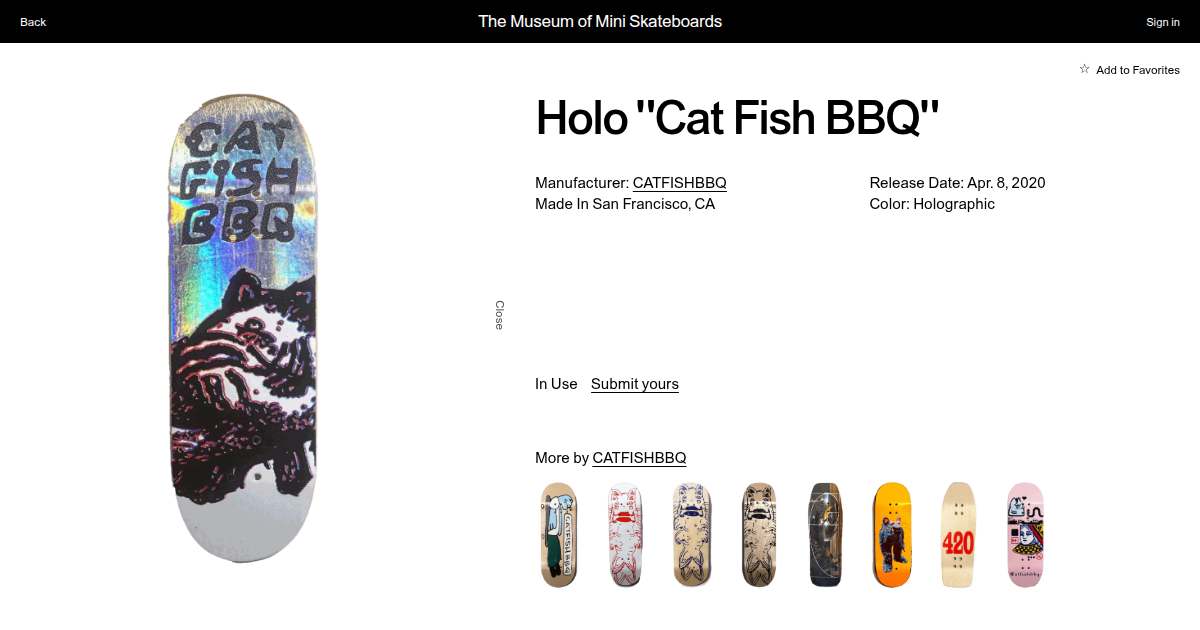 Back
The Museum of Mini Skateboards
Sign in
☆ Add to Favorites
CAT
FISH
BBQ
Holo "Cat Fish BBQ"
Manufacturer: CATFISHBBQ
Made In San Francisco, CA
Release Date: Apr. 8, 2020
Color: Holographic
Close
In Use Submit yours
More by CATFISHBBQ
CATFISH BBQ
420